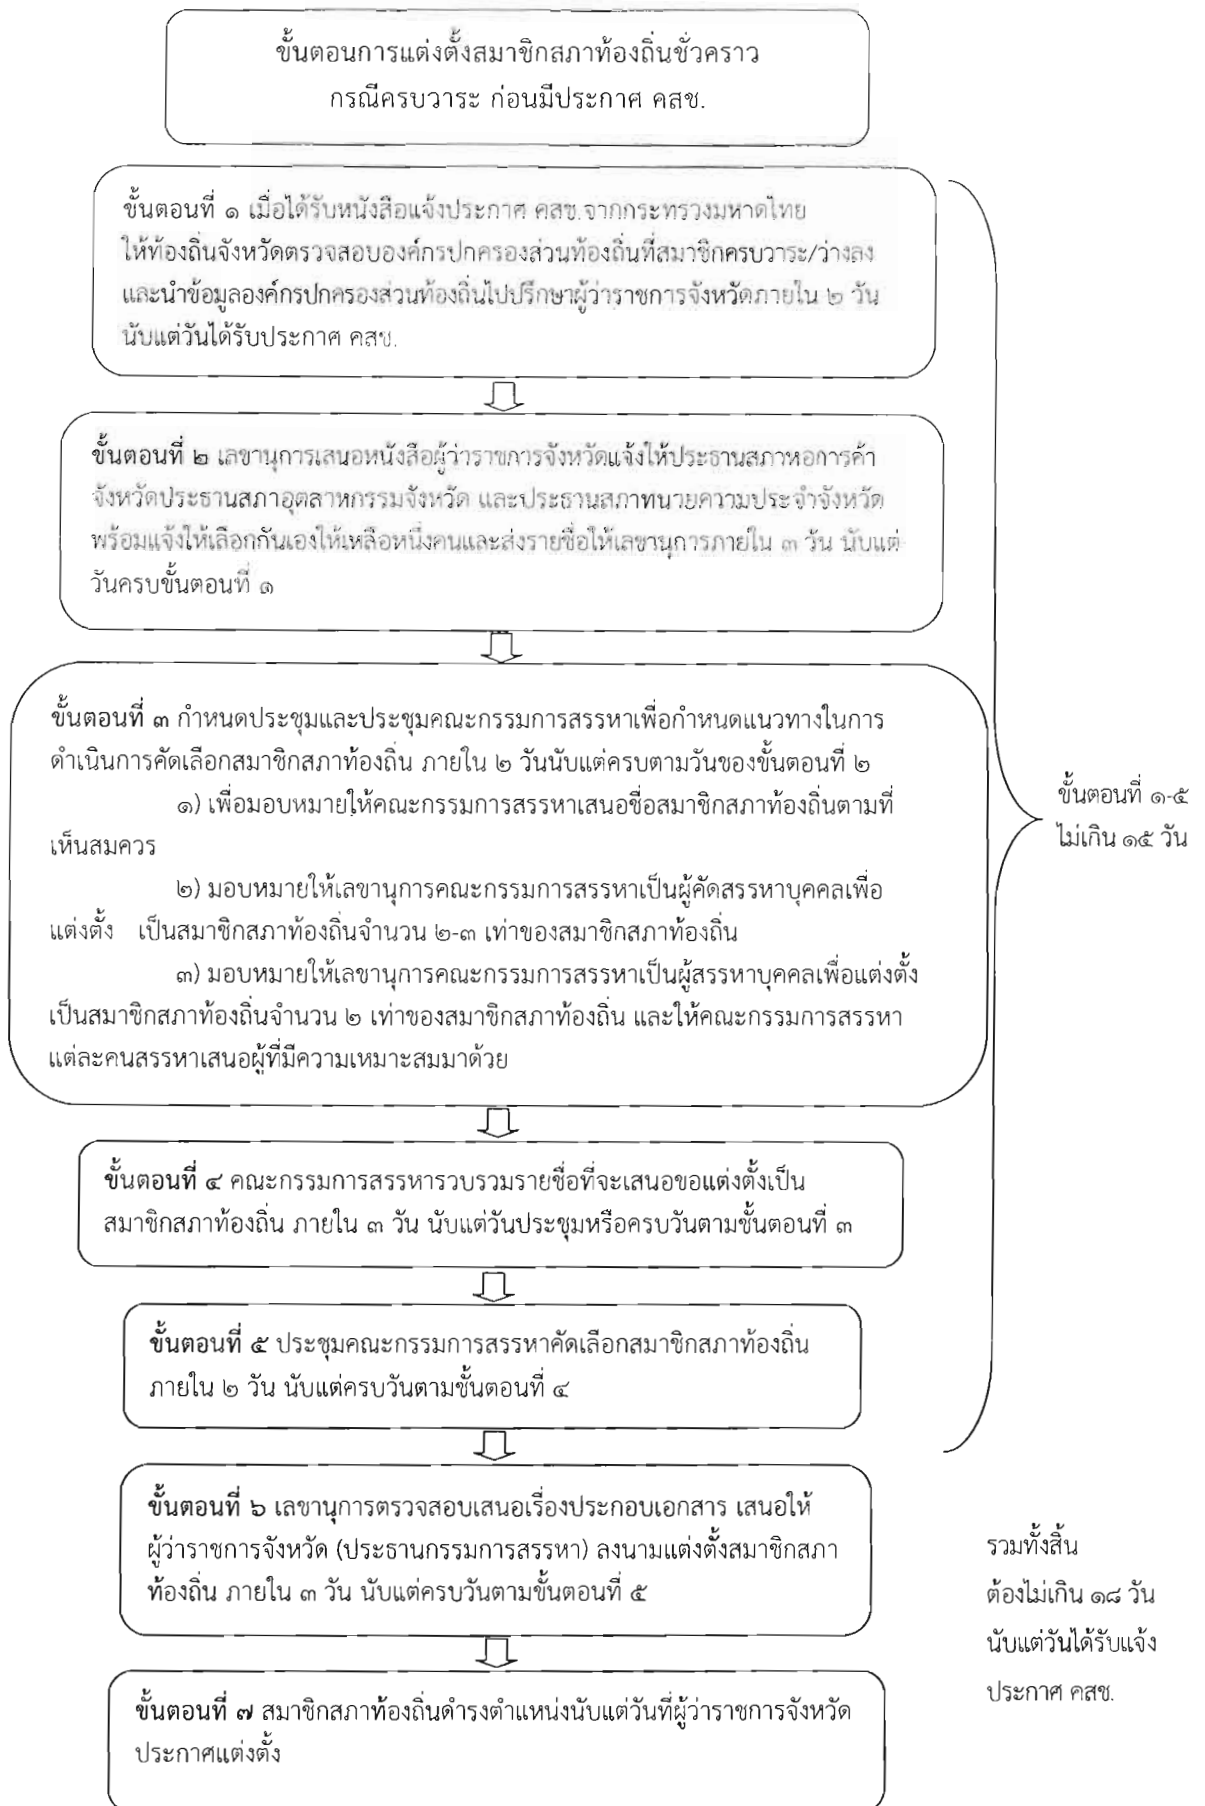 ขั้นตอนการแต่งตั้งสมาชิกสภาท้องถิ่นชั่วคราว
กรณีครบวาระ ก่อนมีประกาศ คสช.
ขั้นตอนที่ ๑ เมื่อได้รับหนังสือแจ้งประกาศ คสช.จากกระทรวงมหาดไทย
ให้ท้องถิ่นจังหวัดตรวจสอบองค์กรปกครองส่วนท้องถิ่นที่สมาชิกครบวาระ/ว่างลง
และนำข้อมูลองค์กรปกครองส่วนท้องถิ่นไปปรึกษาผู้ว่าราชการจังหวัดภายใน ๒ วัน
นับแต่วันได้รับประกาศ คสช.
ขั้นตอนที่ ๒ เลขานุการเสนอหนังสือผู้ว่าราชการจังหวัดแจ้งให้ประธานสภาหอการค้า
จังหวัดประธานสภาอุตสาหกรรมจังหวัด และประธานสภาทนายความประจำจังหวัด
พร้อมแจ้งให้เลือกกันเองให้เหลือหนึ่งคนและส่งรายชื่อให้เลขานุการภายใน ๓ วัน นับแต่
วันครบขั้นตอนที่ ๑
ขั้นตอนที่ ๓ กำหนดประชุมและประชุมคณะกรรมการสรรหาเพื่อกำหนดแนวทางในการ
ดำเนินการคัดเลือกสมาชิกสภาท้องถิ่น ภายใน ๒ วันนับแต่ครบตามวันของขั้นตอนที่ ๒
๑) เพื่อมอบหมายให้คณะกรรมการสรรหาเสนอชื่อสมาชิกสภาท้องถิ่นตามที่
เห็นสมควร
๒) มอบหมายให้เลขานุการคณะกรรมการสรรหาเป็นผู้คัดสรรหาบุคคลเพื่อ
แต่งตั้ง เป็นสมาชิกสภาท้องถิ่นจำนวน ๒-๓ เท่าของสมาชิกสภาท้องถิ่น
๓) มอบหมายให้เลขานุการคณะกรรมการสรรหาเป็นผู้สรรหาบุคคลเพื่อแต่งตั้ง
เป็นสมาชิกสภาท้องถิ่นจำนวน ๒ เท่าของสมาชิกสภาท้องถิ่น และให้คณะกรรมการสรรหา
แต่ละคนสรรหาเสนอผู้ที่มีความเหมาะสมมาด้วย
ขั้นตอนที่ ๑-๕
ไม่เกิน ๑๕ วัน
ขั้นตอนที่ ๔ คณะกรรมการสรรหารวบรวมรายชื่อที่จะเสนอขอแต่งตั้งเป็น
สมาชิกสภาท้องถิ่น ภายใน ๓ วัน นับแต่วันประชุมหรือครบวันตามขั้นตอนที่ ๓
ขั้นตอนที่ ๕ ประชุมคณะกรรมการสรรหาคัดเลือกสมาชิกสภาท้องถิ่น
ภายใน ๒ วัน นับแต่ครบวันตามขั้นตอนที่ ๔
ขั้นตอนที่ ๖ เลขานุการตรวจสอบเสนอเรื่องประกอบเอกสาร เสนอให้
ผู้ว่าราชการจังหวัด (ประธานกรรมการสรรหา) ลงนามแต่งตั้งสมาชิกสภา
ท้องถิ่น ภายใน ๓ วัน นับแต่ครบวันตามขั้นตอนที่ ๕
รวมทั้งสิ้น
ต้องไม่เกิน ๑๘ วัน
นับแต่วันได้รับแจ้ง
ประกาศ คสช.
ขั้นตอนที่ ๗ สมาชิกสภาท้องถิ่นดำรงตำแหน่งนับแต่วันที่ผู้ว่าราชการจังหวัด
ประกาศแต่งตั้ง